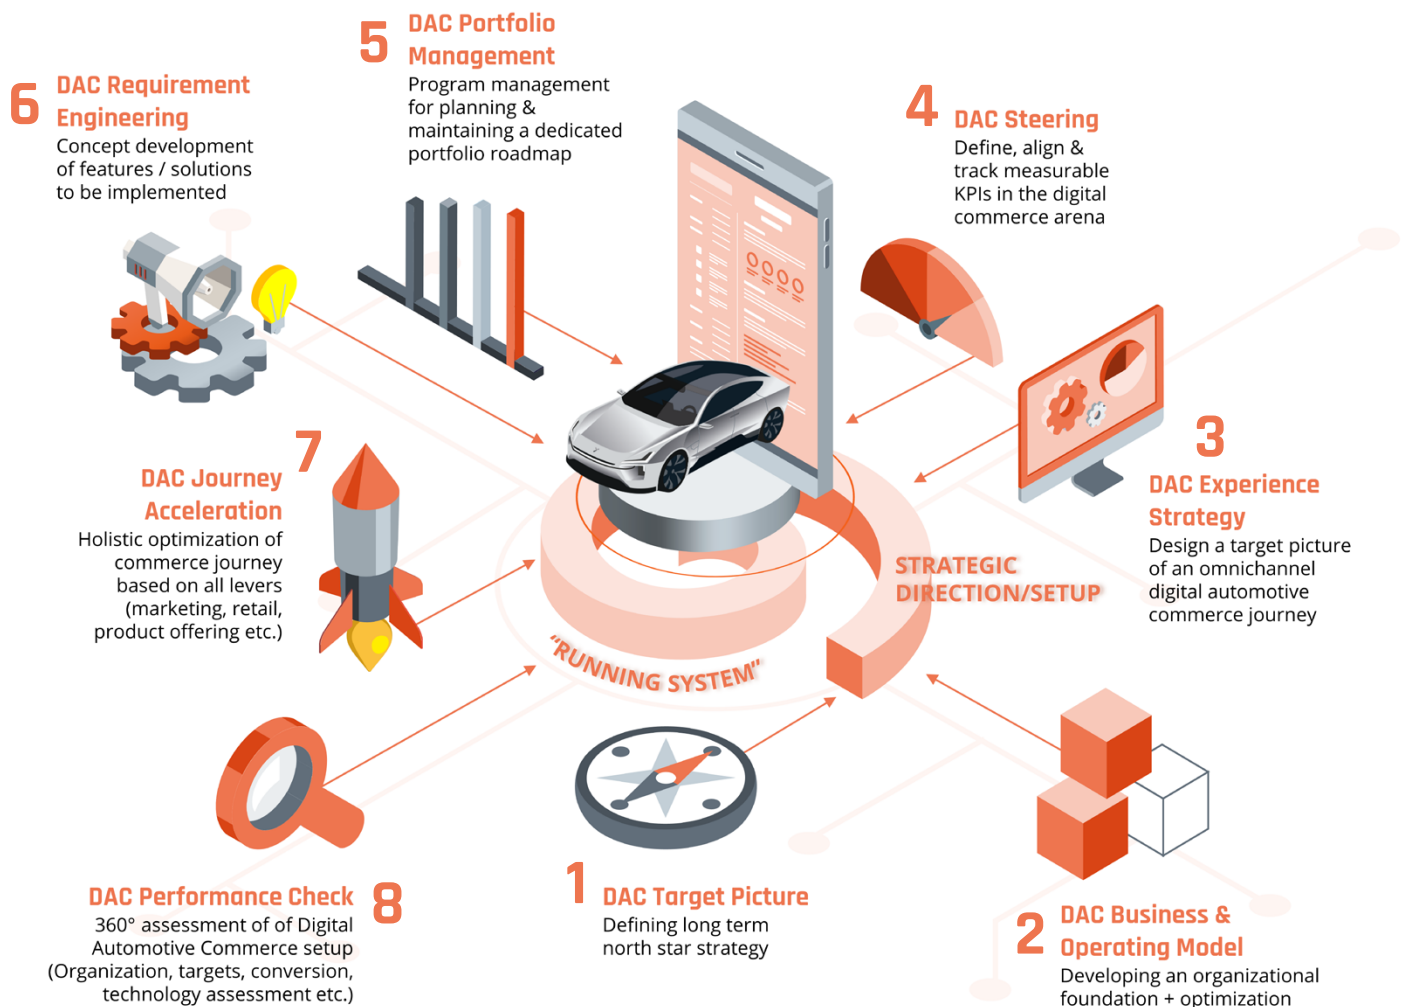 5
DAC Portfolio
Management
Program management
for planning &
maintaining a dedicated
portfolio roadmap
6
DAC Requirement
Engineering
Concept development
of features / solutions
to be implemented
4
DAC Steering
Define, align &
track measurable
KPIs in the digital
commerce arena
3
DAC Experience
Strategy
Design a target picture
of an omnichannel
digital automotive
commerce journey
7
DAC Journey
Acceleration
Holistic optimization of
commerce journey
based on all levers
(marketing, retail,
product offering etc.)
STRATEGIC
DIRECTION/SETUP
“RUNNING SYSTEM”
8
DAC Performance Check
360° assessment of of Digital
Automotive Commerce setup
(Organization, targets, conversion,
technology assessment etc.)
1
DAC Target Picture
Defining long term
north star strategy
2
DAC Business &
Operating Model
Developing an organizational
foundation + optimization